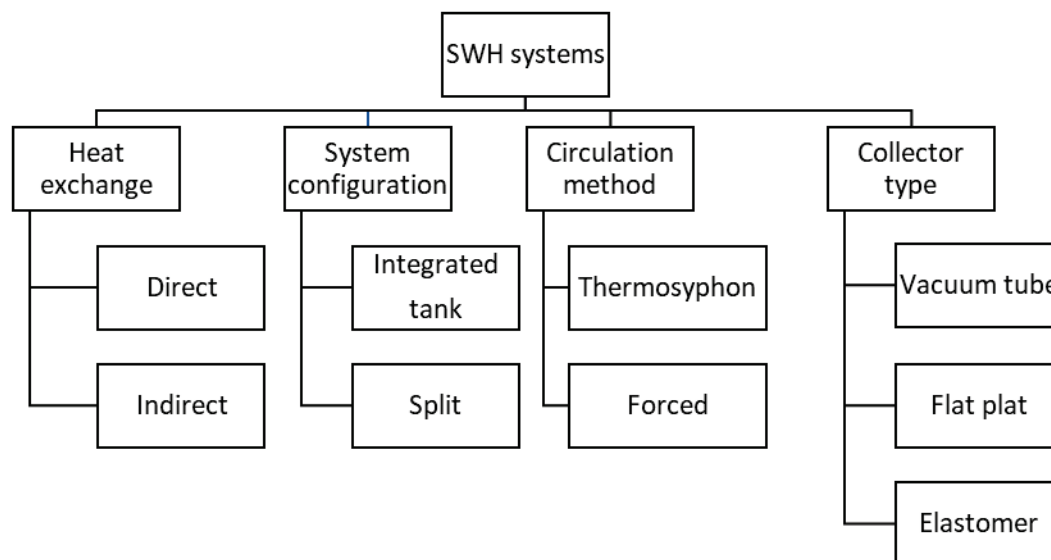 SWH systems
Heat
exchange
System
configuration
Circulation
method
Collector
type
Direct
Integrated
tank
Thermosyphon
Vacuum tube
Indirect
Split
Forced
Flat plat
Elastomer